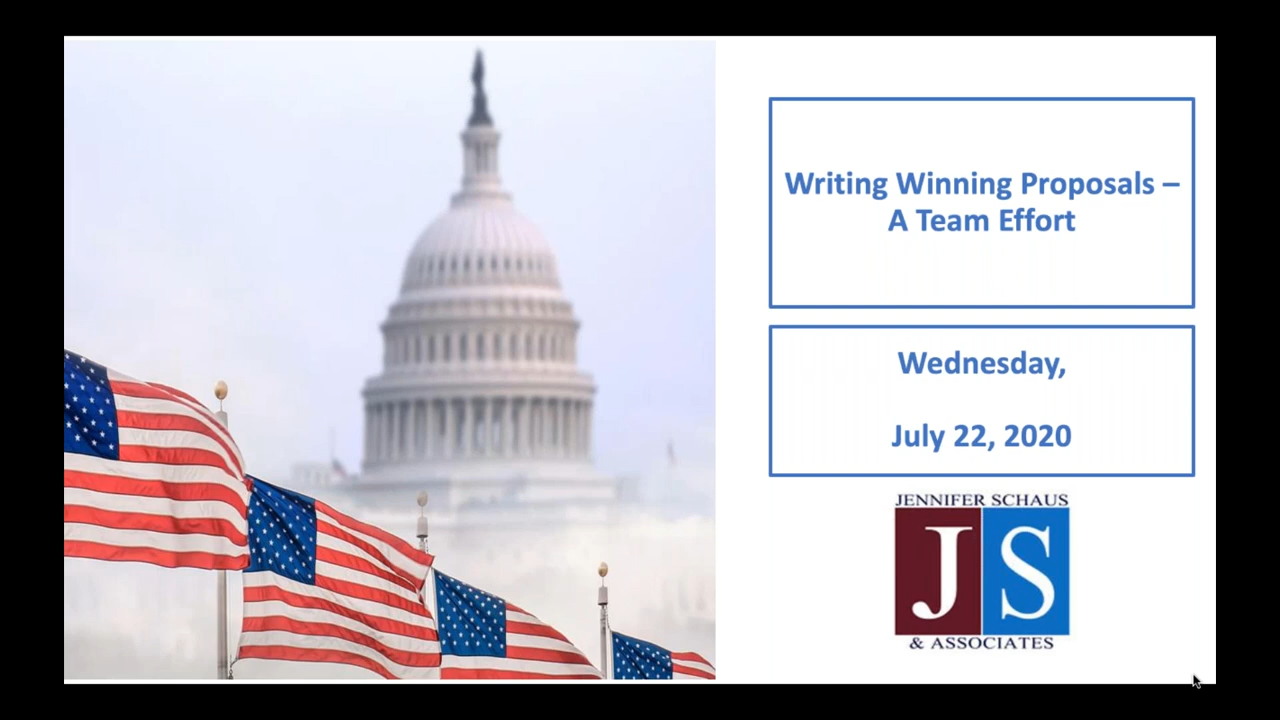 Writing Winning Proposals –
A Team Effort
Wednesday,
July 22, 2020
JENNIFER SCHAUS
JS
& ASSOCIATES